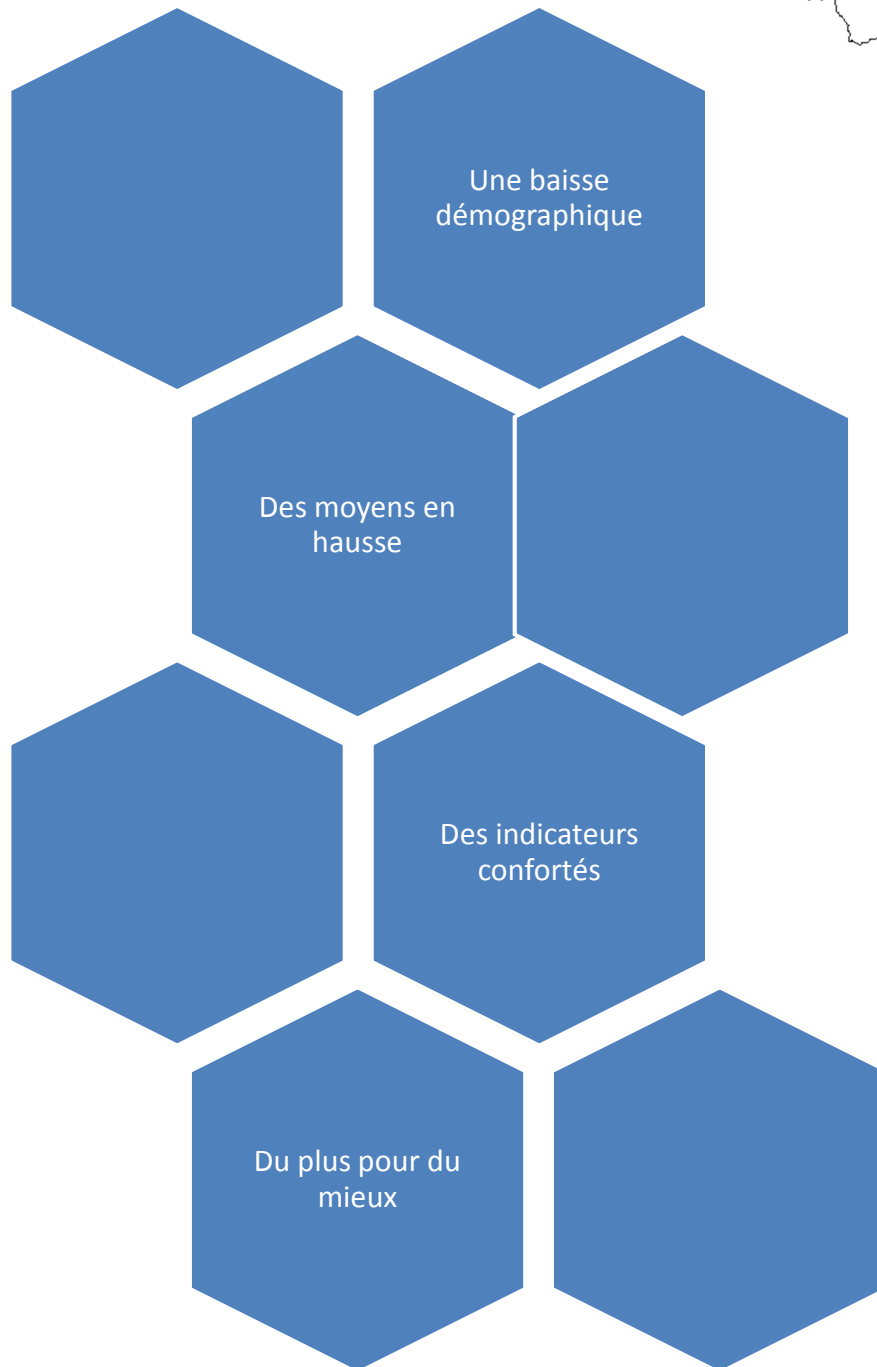 Une baisse
démographique
Des moyens en
hausse
Des indicateurs
confortés
Du plus pour du
mieux